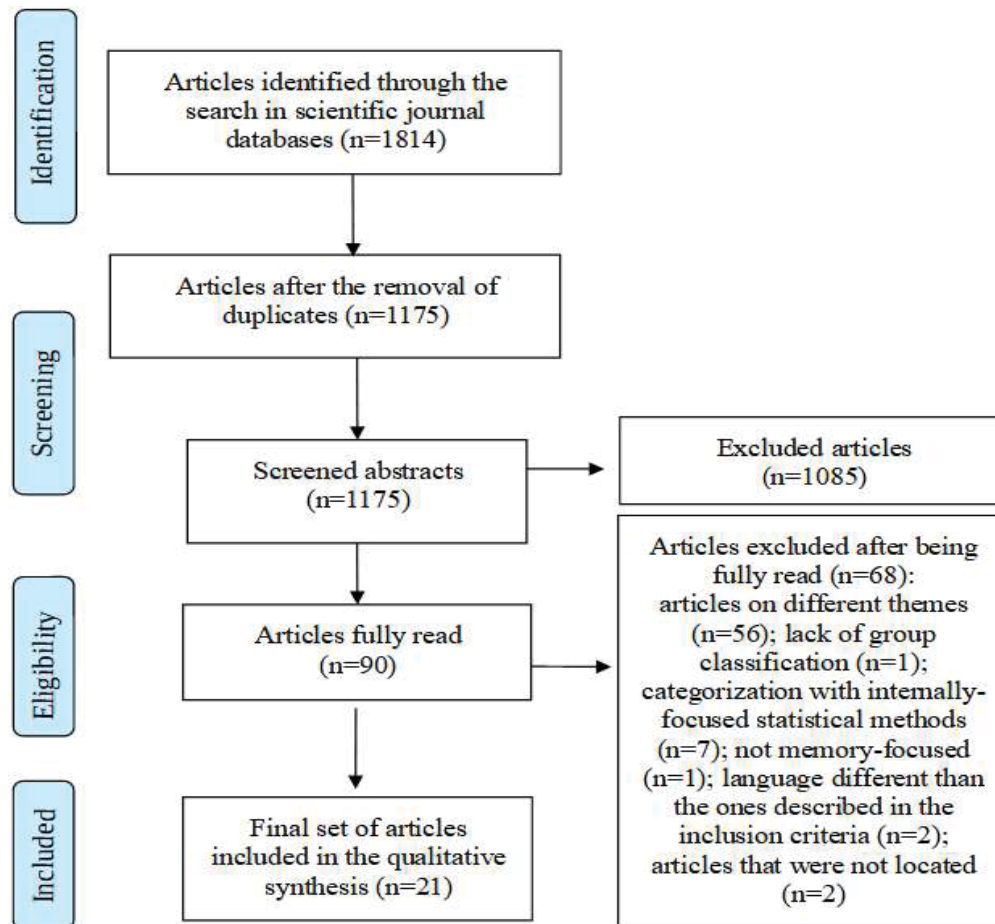 Identification
Articles identified through the
search in scientific journal
databases (n=1814)
Articles after the removal of
duplicates (n=1175)
Screening
Screened abstracts
(n=1175)
Excluded articles
(n=1085)
Eligibility
Articles fully read
(n=90)
Articles excluded after being
fully read (n=68):
articles on different themes
(n=56); lack of group
classification (n=1);
categorization with internally-
focused statistical methods
(n=7); not memory-focused
(n=1); language different than
the ones described in the
inclusion criteria (n=2);
articles that were not located
(n=2)
Included
Final set of articles
included in the qualitative
synthesis (n=21)